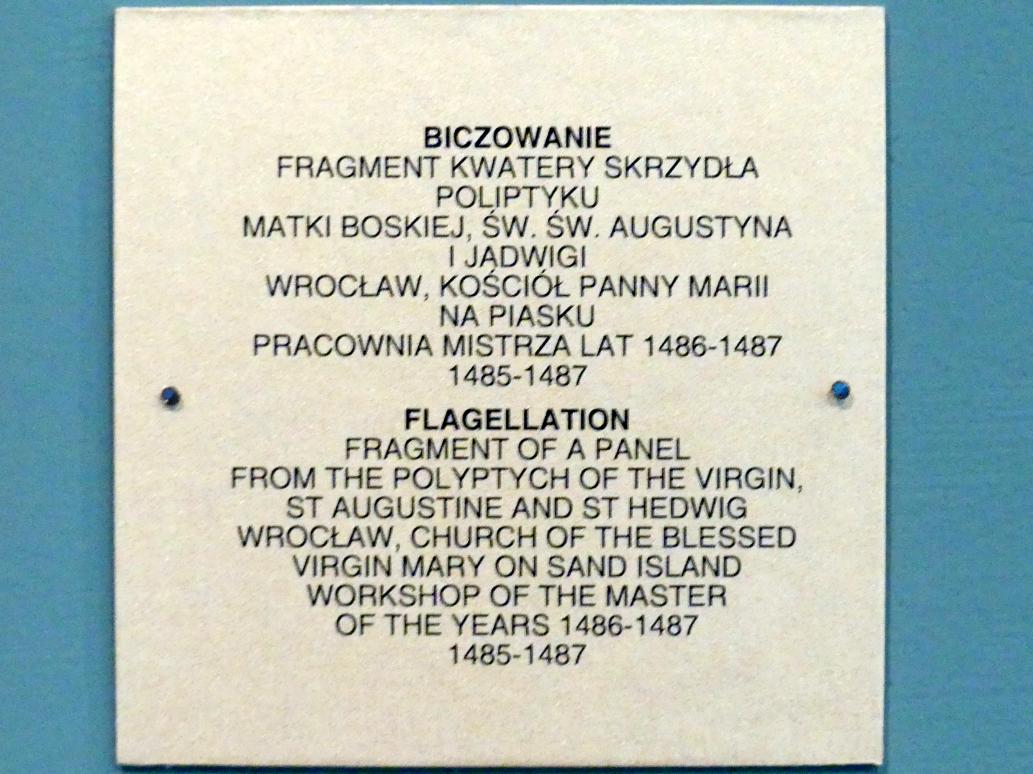 BICZOWANIE
FRAGMENT KWATERY SKRZYDŁA
POLIPTYKU
MATKI BOSKIEJ, ŚW. ŚW. AUGUSTYNA
I JADWIGI
WROCŁAW, KOŚCIÓŁ PANNY MARII
NA PIASKU
PRACOWNIA MISTRZA LAT 1486-1487
1485-1487
FLAGELLATION
FRAGMENT OF A PANEL
FROM THE POLYPTYCH OF THE VIRGIN,
ST AUGUSTINE AND ST HEDWIG
WROCŁAW, CHURCH OF THE BLESSED
VIRGIN MARY ON SAND ISLAND
WORKSHOP OF THE MASTER
OF THE YEARS 1486-1487
1485-1487